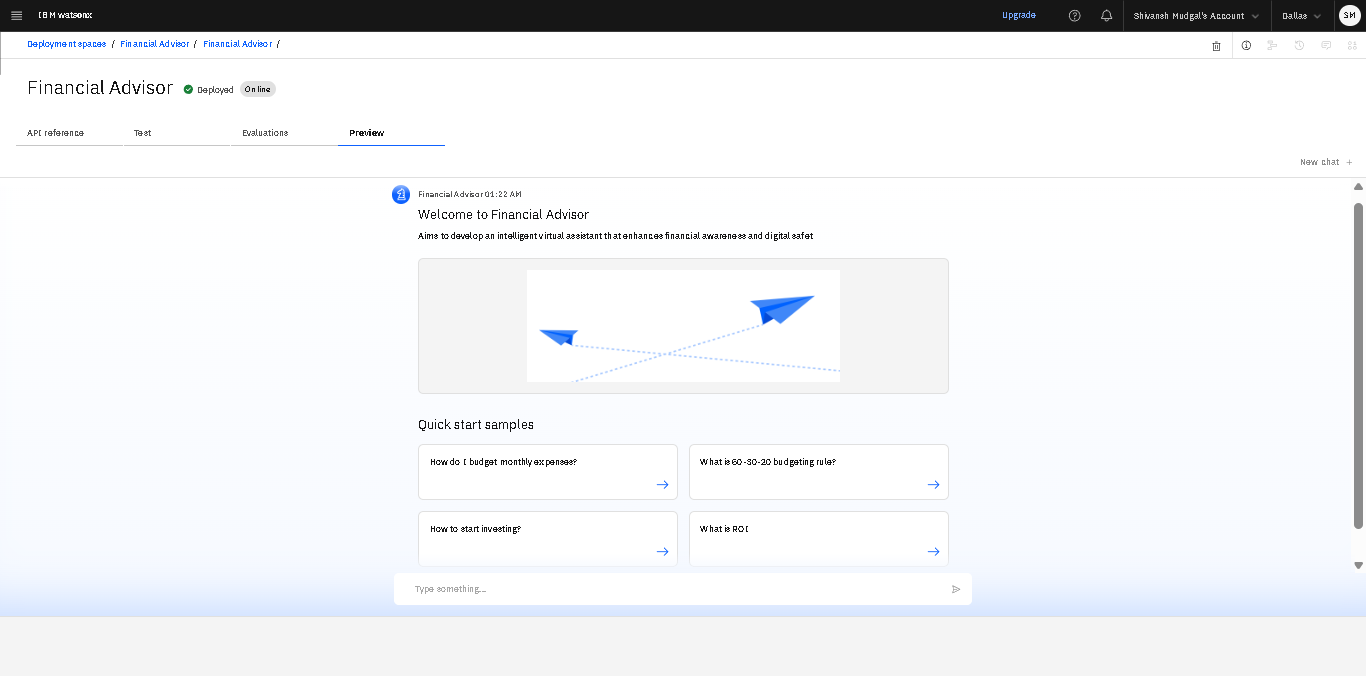 IBM watsonx
Upgrade
Shivansh Mudgal's Account
Dallas
SM
Deployment spaces / Financial Advisor / Financial Advisor /
Financial Advisor
Deployed
Online
API reference
Test
Evaluations
Preview
New chat +
Financial Advisor 01:22 AM
Welcome to Financial Advisor
Aims to develop an intelligent virtual assistant that enhances financial awareness and digital safet
Quick start samples
How do I budget monthly expenses?
What is 60-30-20 budgeting rule?
How to start investing?
What is ROI
Type something...